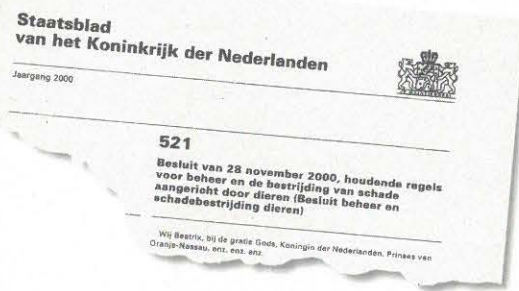 Staatsblad
van het Koninkrijk der Nederlanden
Jaargang 2000
521
Besluit van 28 november 2000, houdende regels
voor beheer en de bestrijding van schade
aangericht door dieren (Besluit beheer en
schadebestrijding dieren)
Wij Beatrix, bij de gratie Gods, Koningin der Nederlanden, Prinses van
Oranje-Nassau, enz. enz. enz.